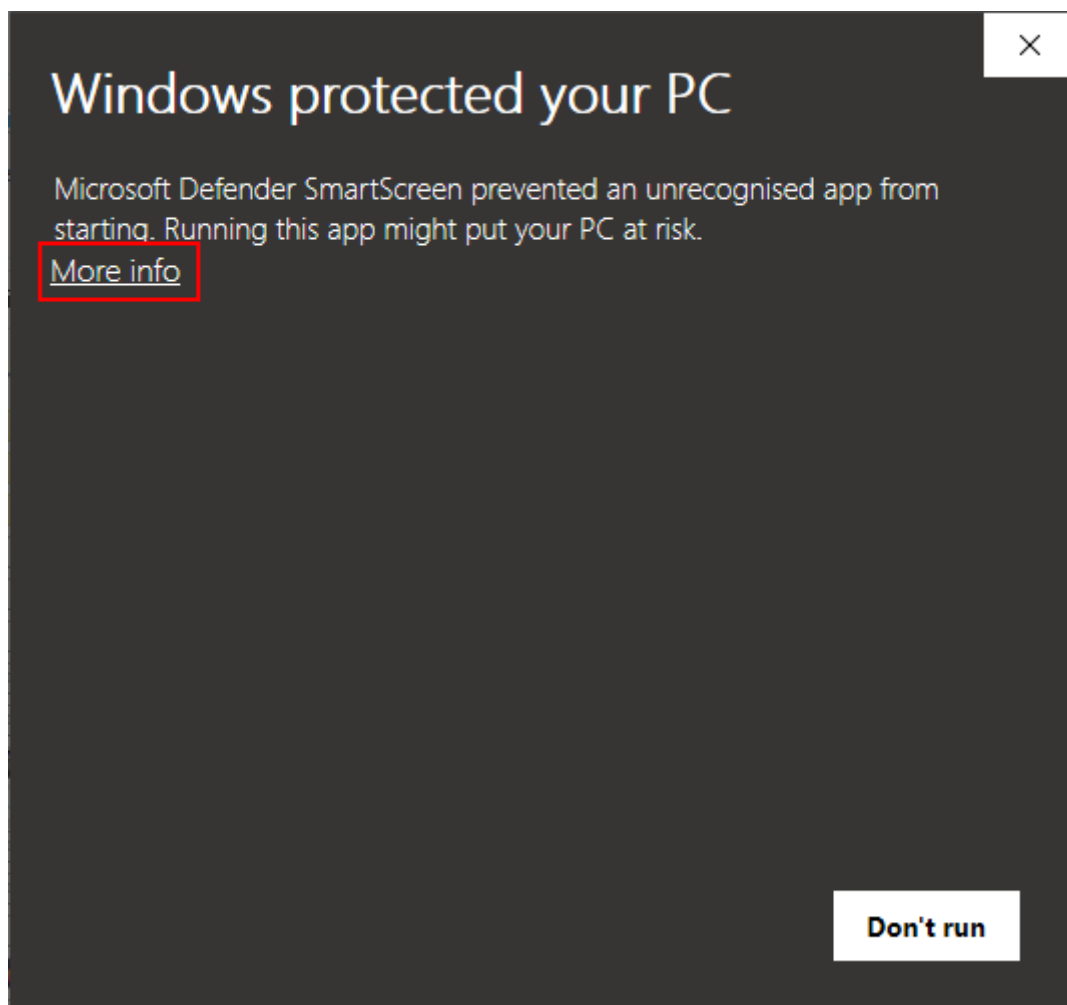 Windows protected your PC
Microsoft Defender SmartScreen prevented an unrecognised app from
starting. Running this app might put your PC at risk.
More info
Don't run